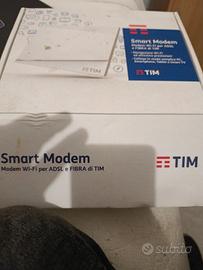 Smart Modem
Modem Wi-Fi per ADSL
e FIBRA di TIM
TIM
Smart Modem
Modem Wi-Fi per ADSL e FIBRA di TIM
TIM
subito